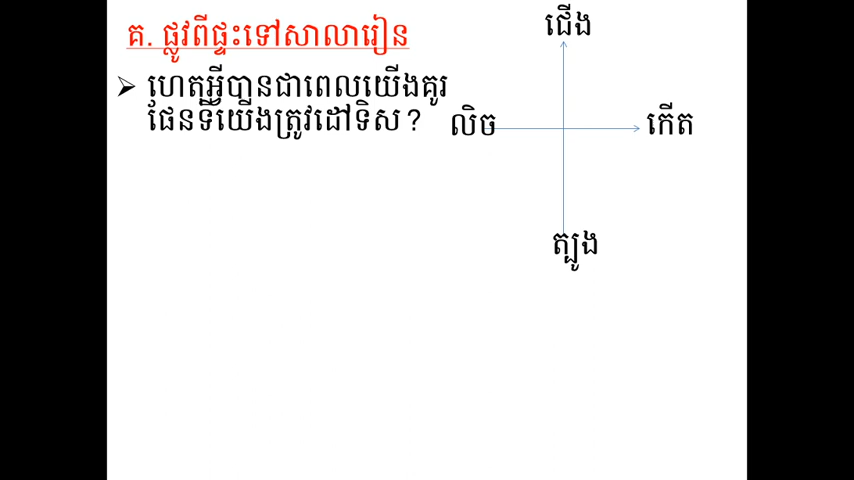 គ. ផ្លូវពីផ្ទះទៅសាលារៀន
ជើង
➢ ហេតុអ្វីបានជាពេលយើងគូរ
ផែនទីយើងត្រូវដៅទិស ?
លិច
កើត
ត្បូង